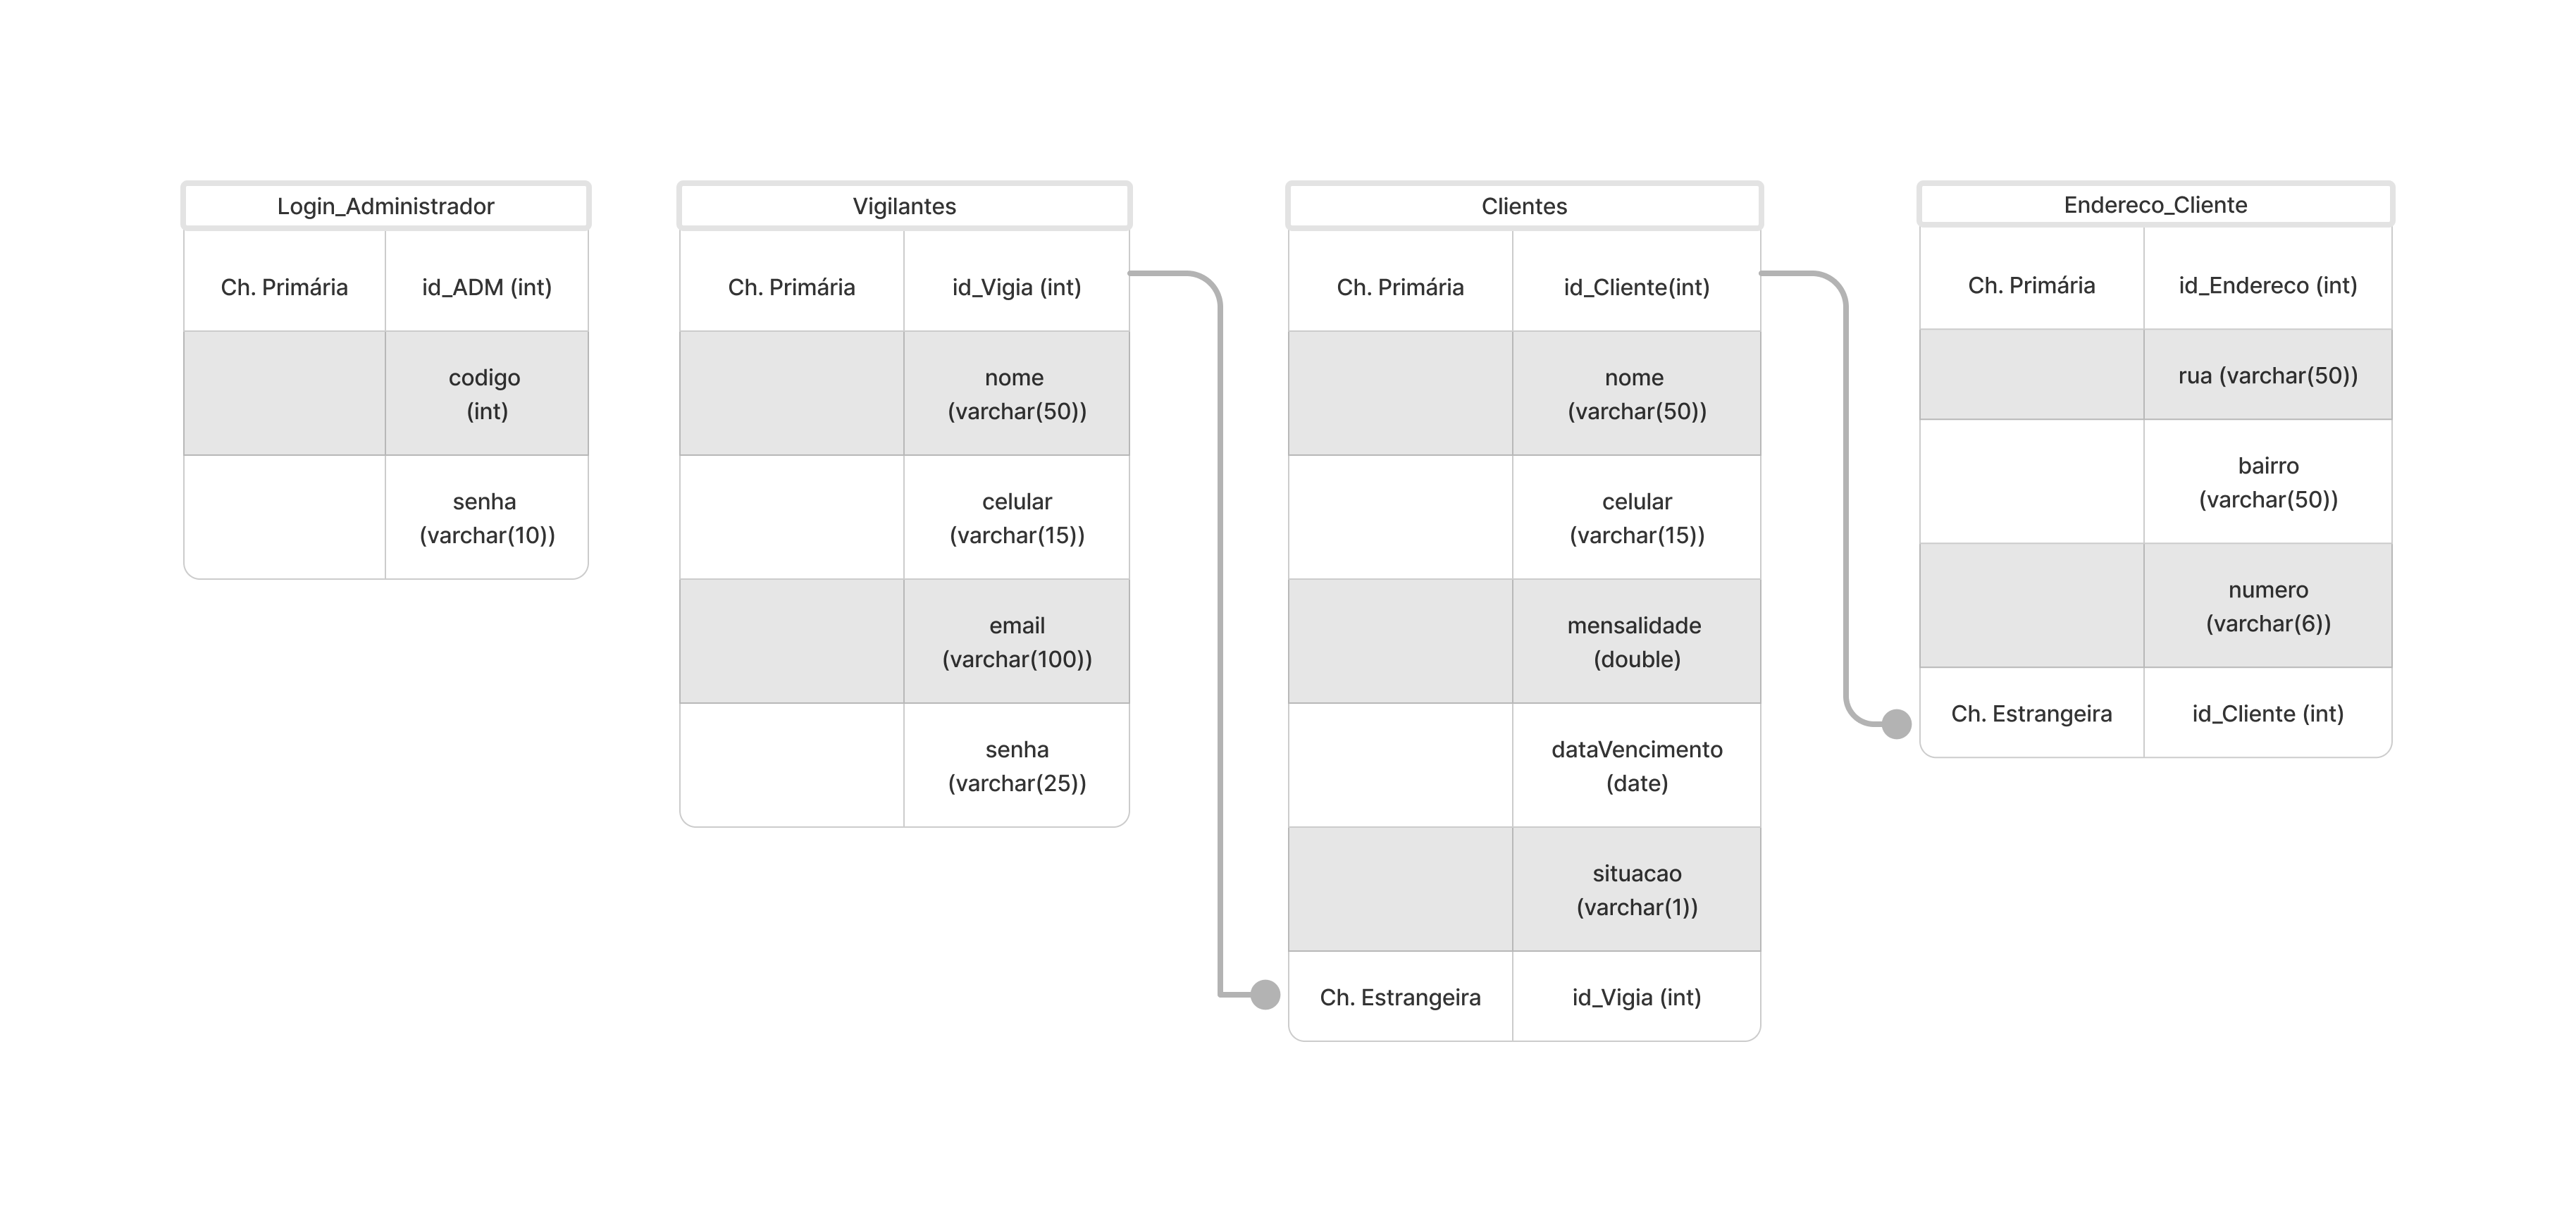 Login_Administrador
Ch. Primária
id_ADM (int)
codigo
(int)
senha
(varchar(10))
Vigilantes
Ch. Primária
id_Vigia (int)
nome
(varchar(50))
celular
(varchar(15))
email
(varchar(100))
senha
(varchar(25))
Clientes
Ch. Primária
id_Cliente(int)
nome
(varchar(50))
celular
(varchar(15))
mensalidade
(double)
dataVencimento
(date)
situacao
(varchar(1))
Ch. Estrangeira
id_Vigia (int)
Endereco_Cliente
Ch. Primária
id_Endereco (int)
rua (varchar(50))
bairro
(varchar(50))
numero
(varchar(6))
Ch. Estrangeira
id_Cliente (int)